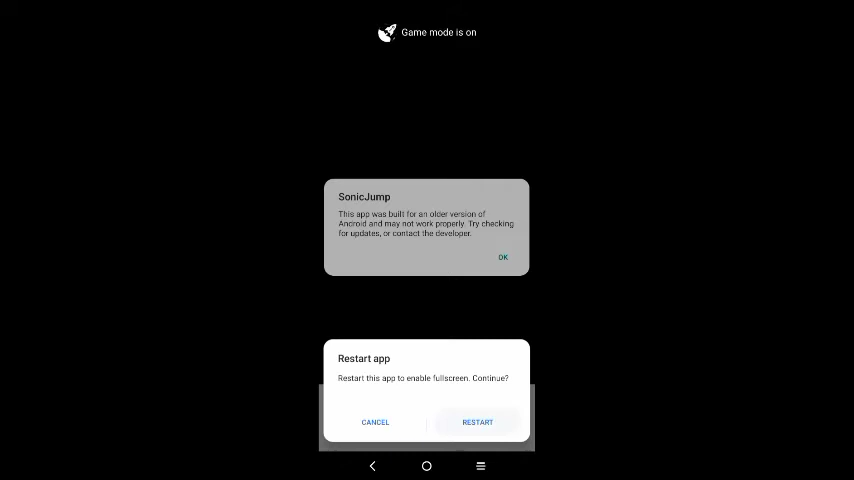 Game mode is on
SonicJump
This app was built for an older version of
Android and may not work properly. Try checking
for updates, or contact the developer.
OK
Restart app
Restart this app to enable fullscreen. Continue?
CANCEL
RESTART